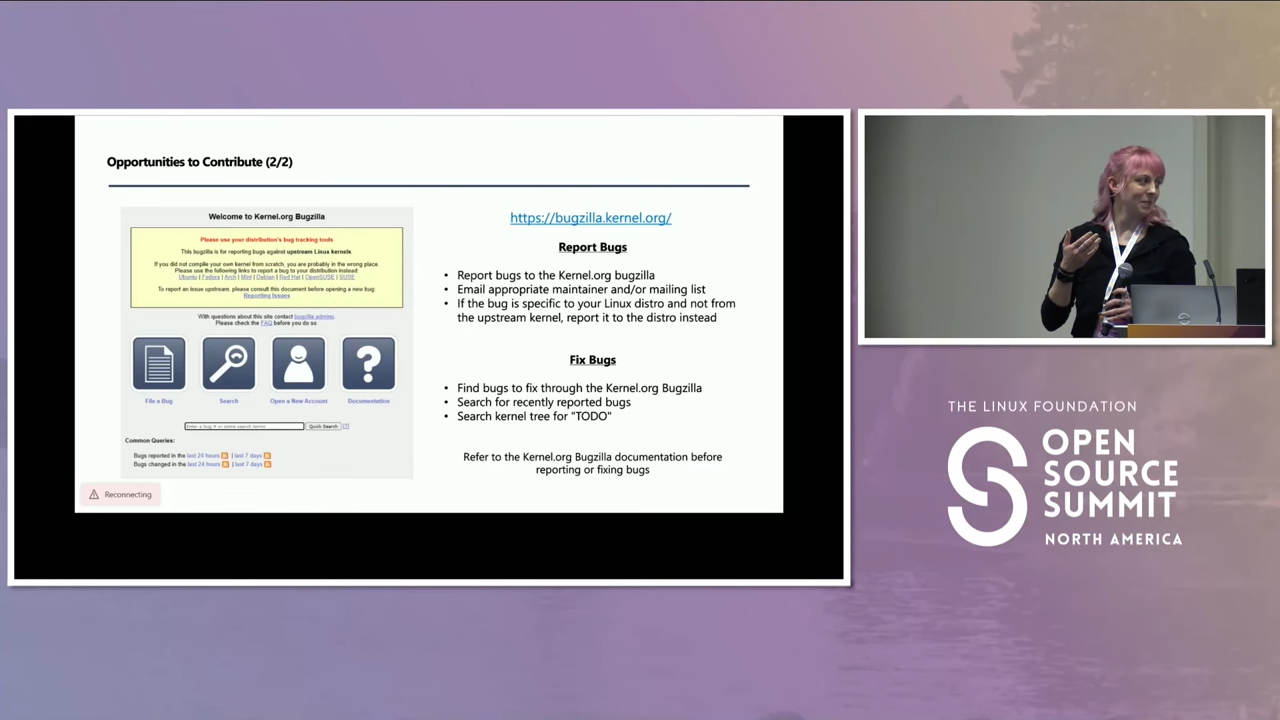 Opportunities to Contribute (2/2)
Welcome to Kernel.org Bugzilla
Please use your distribution's bug tracking tools
This bugzilla is for reporting bugs against upstream Linux kernels.
If you did not compile your own kernel from scratch, you are probably in the wrong place.
Please use the following links to report a bug to your distribution instead:
Ubuntu | Fedora | Arch | Mint | Debian | Red Hat | OpenSUSE | SUSE
To report an issue upstream, please consult this document before opening a new bug:
Reporting Issues
With questions about this site contact bugzilla admins.
Please check the FAQ before you do so.
File a Bug
Search
Open a New Account
Documentation
Enter a bug # or some search terms
Quick Search
[?]
Common Queries:
Bugs reported in the last 24 hours | last 7 days
Bugs changed in the last 24 hours | last 7 days
Reconnecting
https://bugzilla.kernel.org/
Report Bugs
• Report bugs to the Kernel.org bugzilla
• Email appropriate maintainer and/or mailing list
• If the bug is specific to your Linux distro and not from
the upstream kernel, report it to the distro instead
Fix Bugs
• Find bugs to fix through the Kernel.org Bugzilla
• Search for recently reported bugs
• Search kernel tree for "TODO"
Refer to the Kernel.org Bugzilla documentation before
reporting or fixing bugs
THE LINUX FOUNDATION
OPEN
SOURCE
SUMMIT
NORTH AMERICA